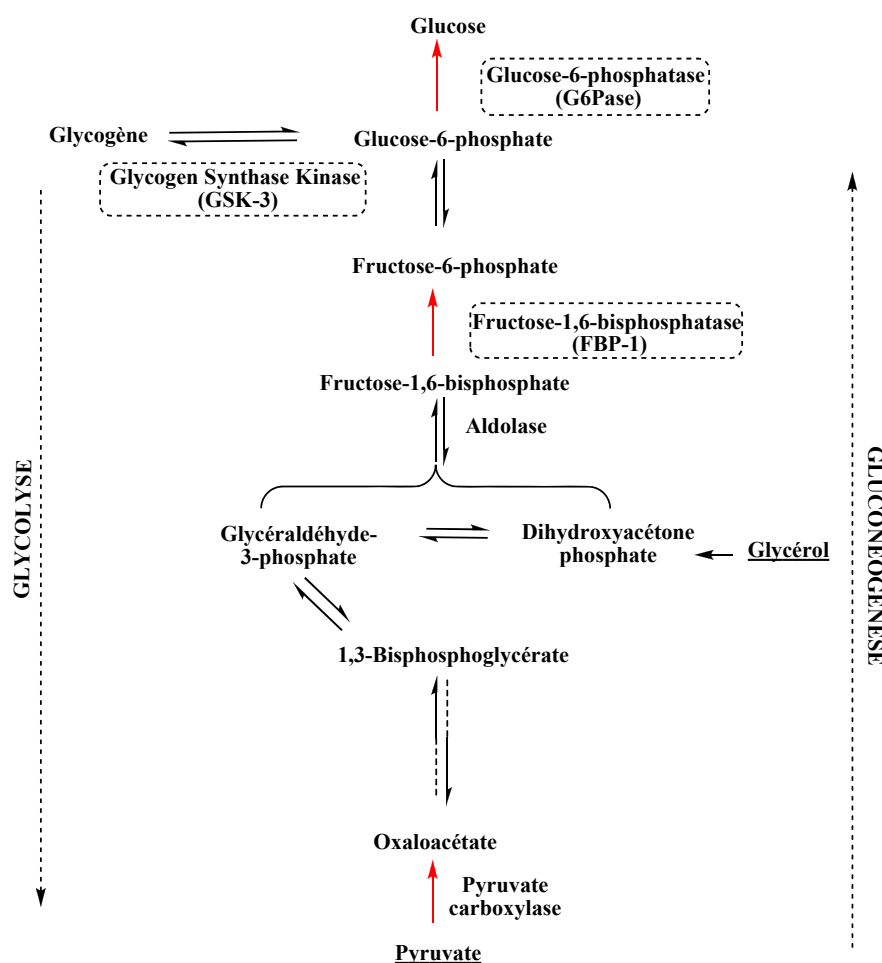 Glucose
Glucose-6-phosphatase
(G6Pase)
Glycogène
Glucose-6-phosphate
Glycogen Synthase Kinase
(GSK-3)
Fructose-6-phosphate
Fructose-1,6-bisphosphatase
(FBP-1)
Fructose-1,6-bisphosphate
Aldolase
GLYCOLYSE
GLUCONEOGENESE
Glycéraldéhyde-
3-phosphate
Dihydroxyacétone
phosphate
Glycérol
1,3-Bisphosphoglycérate
Oxaloacétate
Pyruvate
carboxylase
Pyruvate